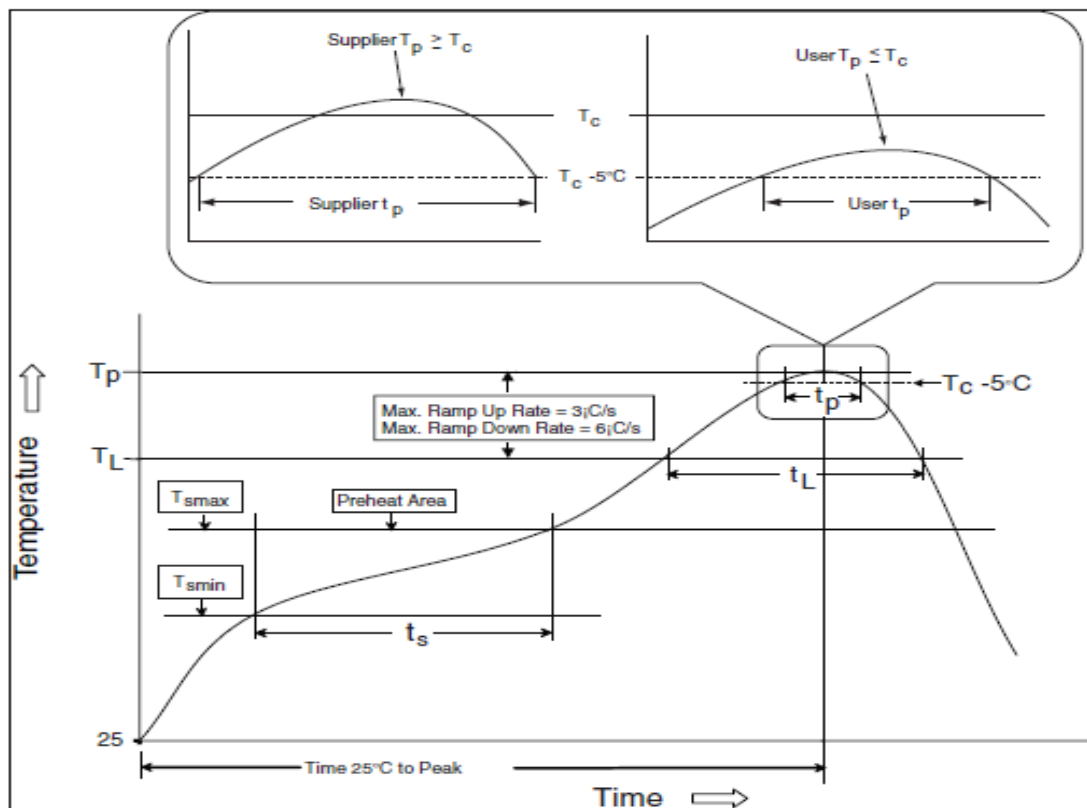 Supplier Tp ≥ Tc
User Tp ≤ Tc
Tc
Tc -5°C
Supplier tp
User tp
Tp
Tc -5°C
tp
Max. Ramp Up Rate = 3¡C/s
Max. Ramp Down Rate = 6¡C/s
TL
tL
Tsmax
Preheat Area
Tsmin
ts
Temperature
25
Time 25°C to Peak
Time